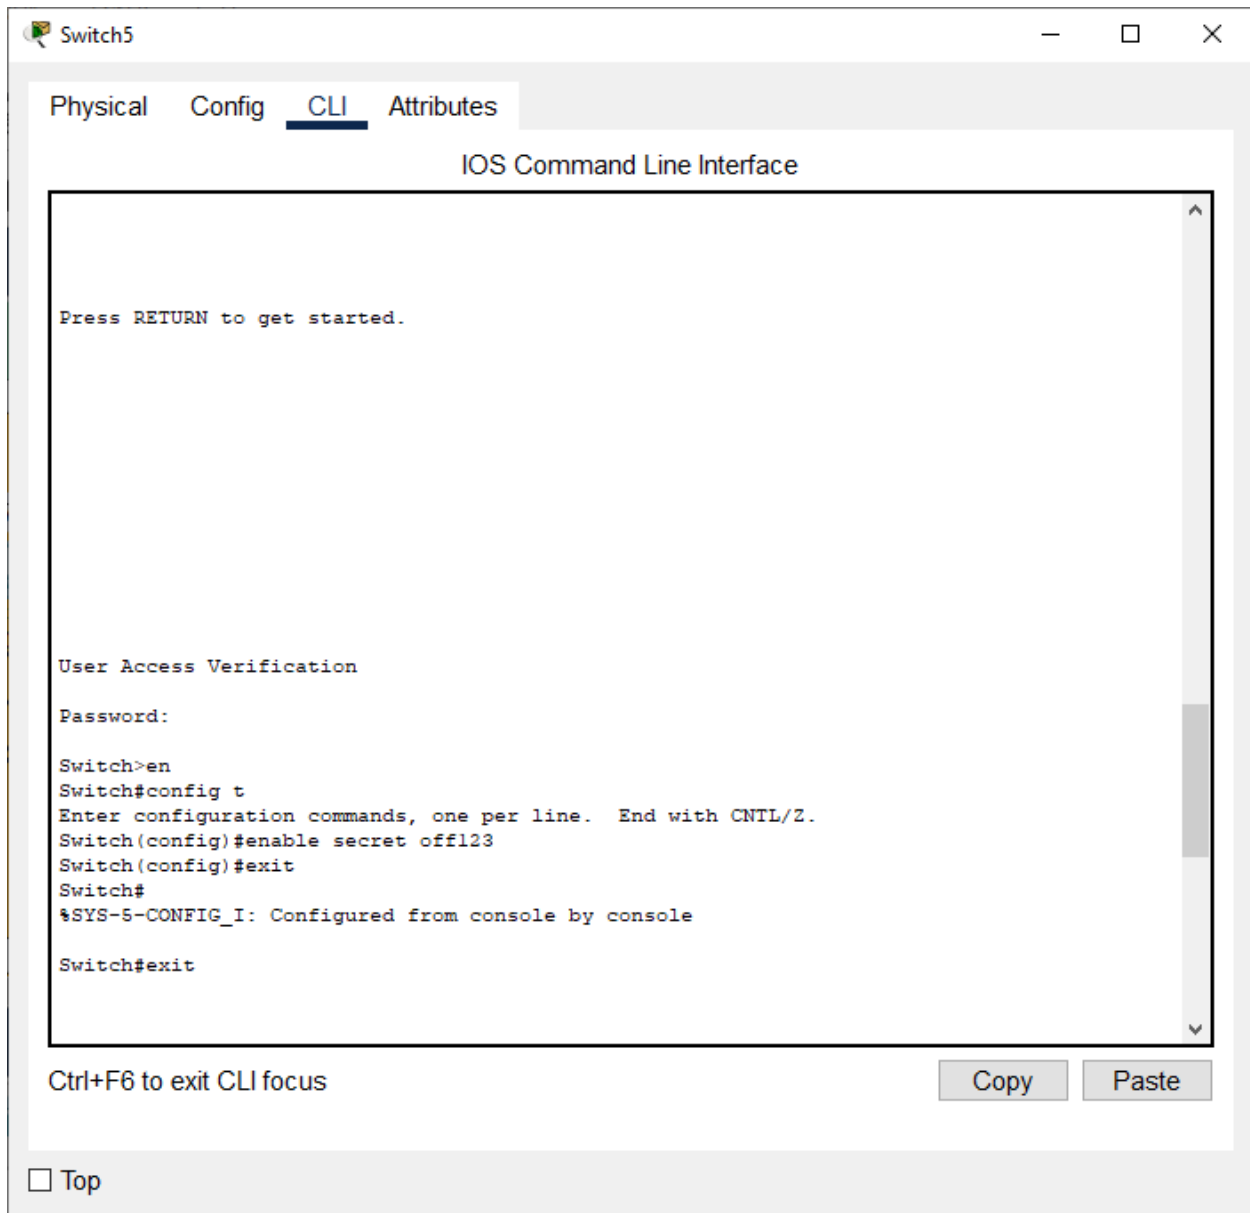 Switch5
Physical Config CLI Attributes
IOS Command Line Interface
Press RETURN to get started.
User Access Verification
Password:
Switch>en
Switch#config t
Enter configuration commands, one per line.  End with CNTL/Z.
Switch(config)#enable secret off123
Switch(config)#exit
Switch#
%SYS-5-CONFIG_I: Configured from console by console
Switch#exit
Ctrl+F6 to exit CLI focus
Copy Paste
Top